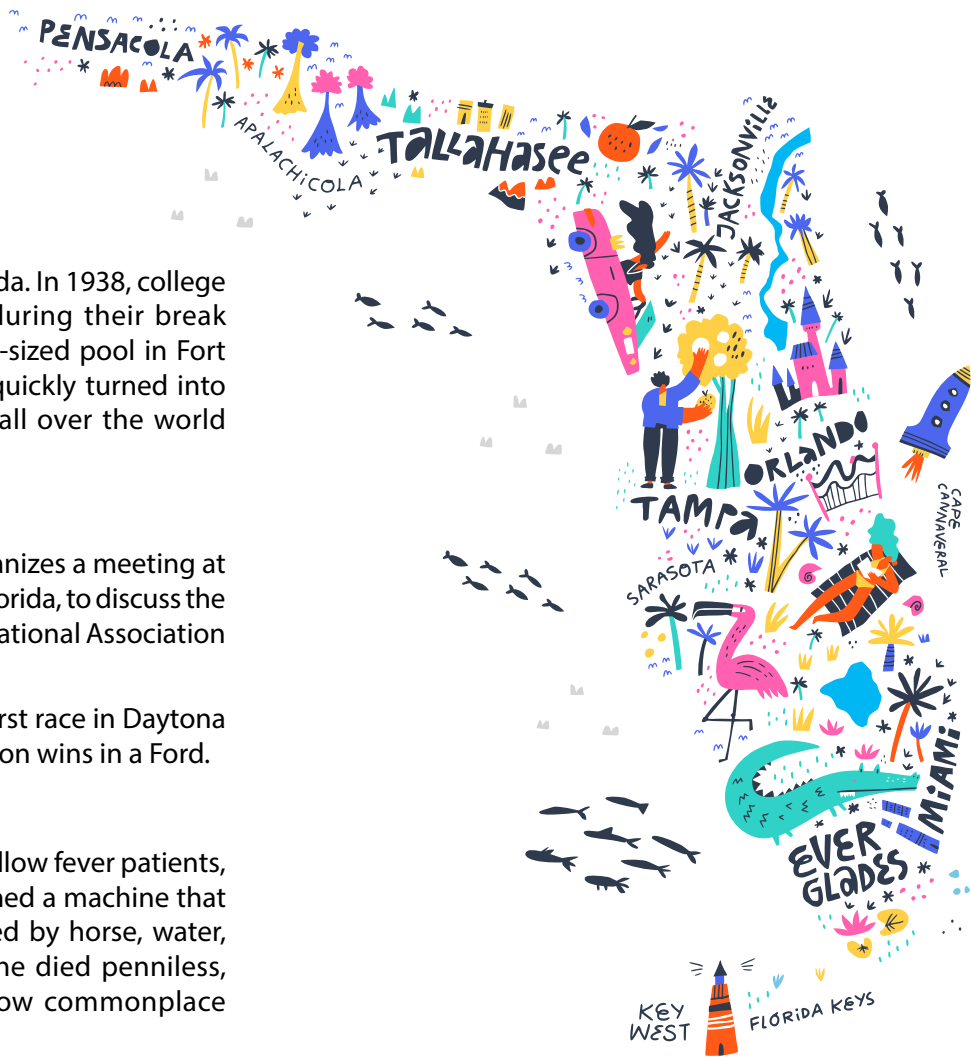 PENSACOLA
APALACHICOLA
TALLAHASEE
JACKSONVILLE
da. In 1938, college
during their break
-sized pool in Fort
quickly turned into
all over the world
ORLANDO
CAPE
CANNAVERAL
TAMPA
SARASOTA
nizes a meeting at
orida, to discuss the
ational Association
rst race in Daytona
on wins in a Ford.
MIAMI
EVER
GLADES
llow fever patients,
ned a machine that
ed by horse, water,
ne died penniless,
ow commonplace
KEY
WEST
FLORIDA KEYS